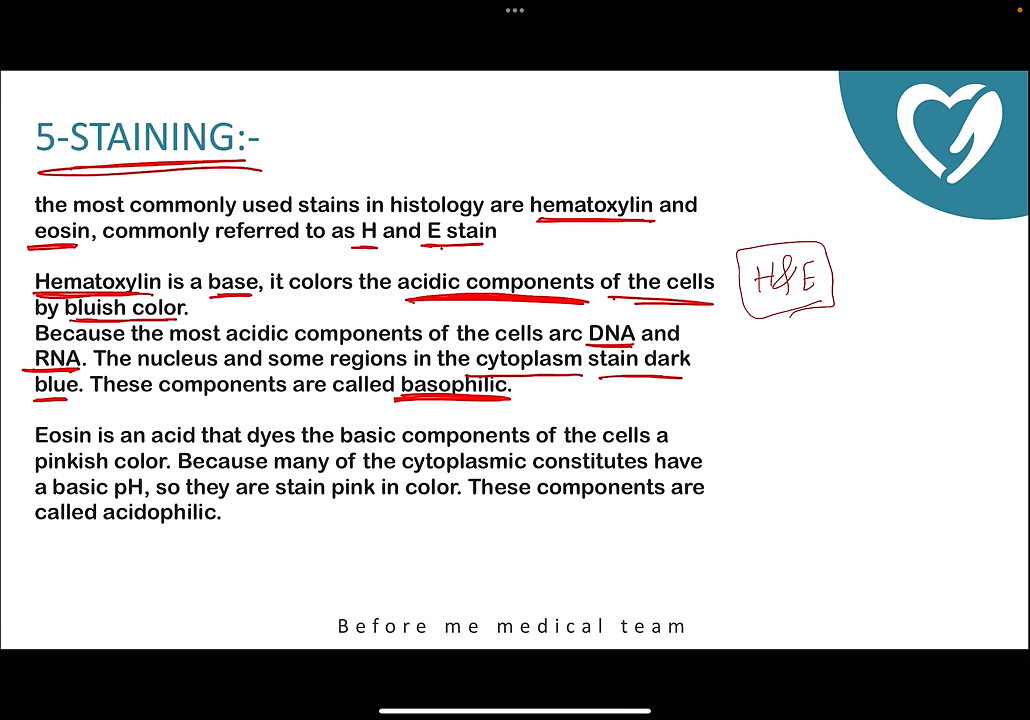 5-STAINING:-
the most commonly used stains in histology are hematoxylin and
eosin, commonly referred to as H and E stain
Hematoxylin is a base, it colors the acidic components of the cells
by bluish color.
H&E
Because the most acidic components of the cells arc DNA and
RNA. The nucleus and some regions in the cytoplasm stain dark
blue. These components are called basophilic.
Eosin is an acid that dyes the basic components of the cells a
pinkish color. Because many of the cytoplasmic constitutes have
a basic pH, so they are stain pink in color. These components are
called acidophilic.
Before me medical team